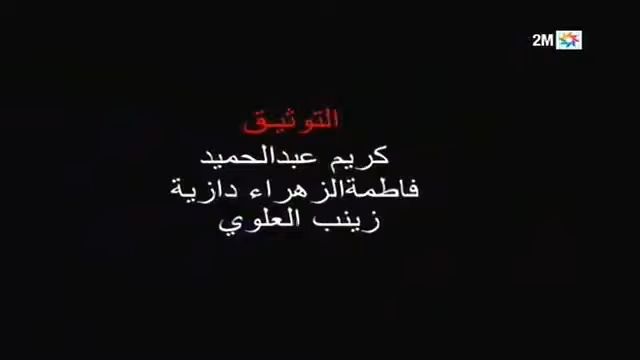 2M
التوثيق
كريم عبدالحميد
فاطمةالزهراء دازية
زينب العلوي